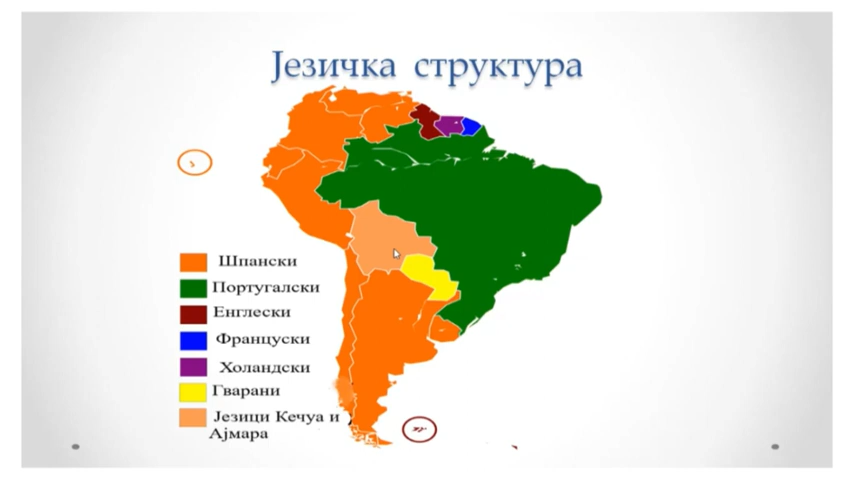 Језичка структура
Шпански
Португалски
Енглески
Француски
Холандски
Гварани
Језици Кечуа и
Ајмара